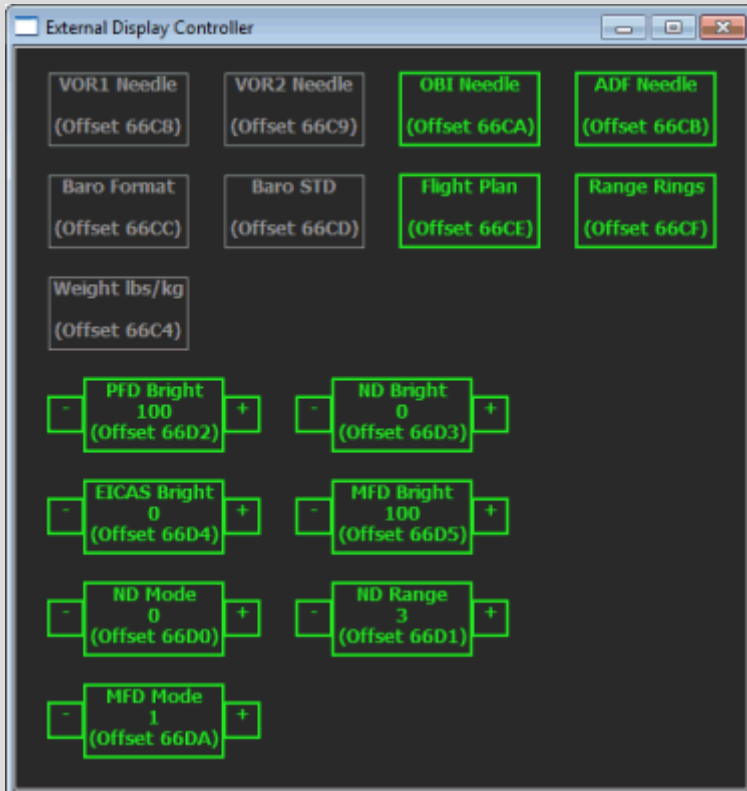 External Display Controller
VOR1 Needle
(Offset 66C8)
VOR2 Needle
(Offset 66C9)
OBI Needle
(Offset 66CA)
ADF Needle
(Offset 66CB)
Baro Format
(Offset 66CC)
Baro STD
(Offset 66CD)
Flight Plan
(Offset 66CE)
Range Rings
(Offset 66CF)
Weight lbs/kg
(Offset 66C4)
-
PFD Bright
100
(Offset 66D2)
+
-
ND Bright
0
(Offset 66D3)
+
-
EICAS Bright
0
(Offset 66D4)
+
-
MFD Bright
100
(Offset 66D5)
+
-
ND Mode
0
(Offset 66D0)
+
-
ND Range
3
(Offset 66D1)
+
-
MFD Mode
1
(Offset 66DA)
+